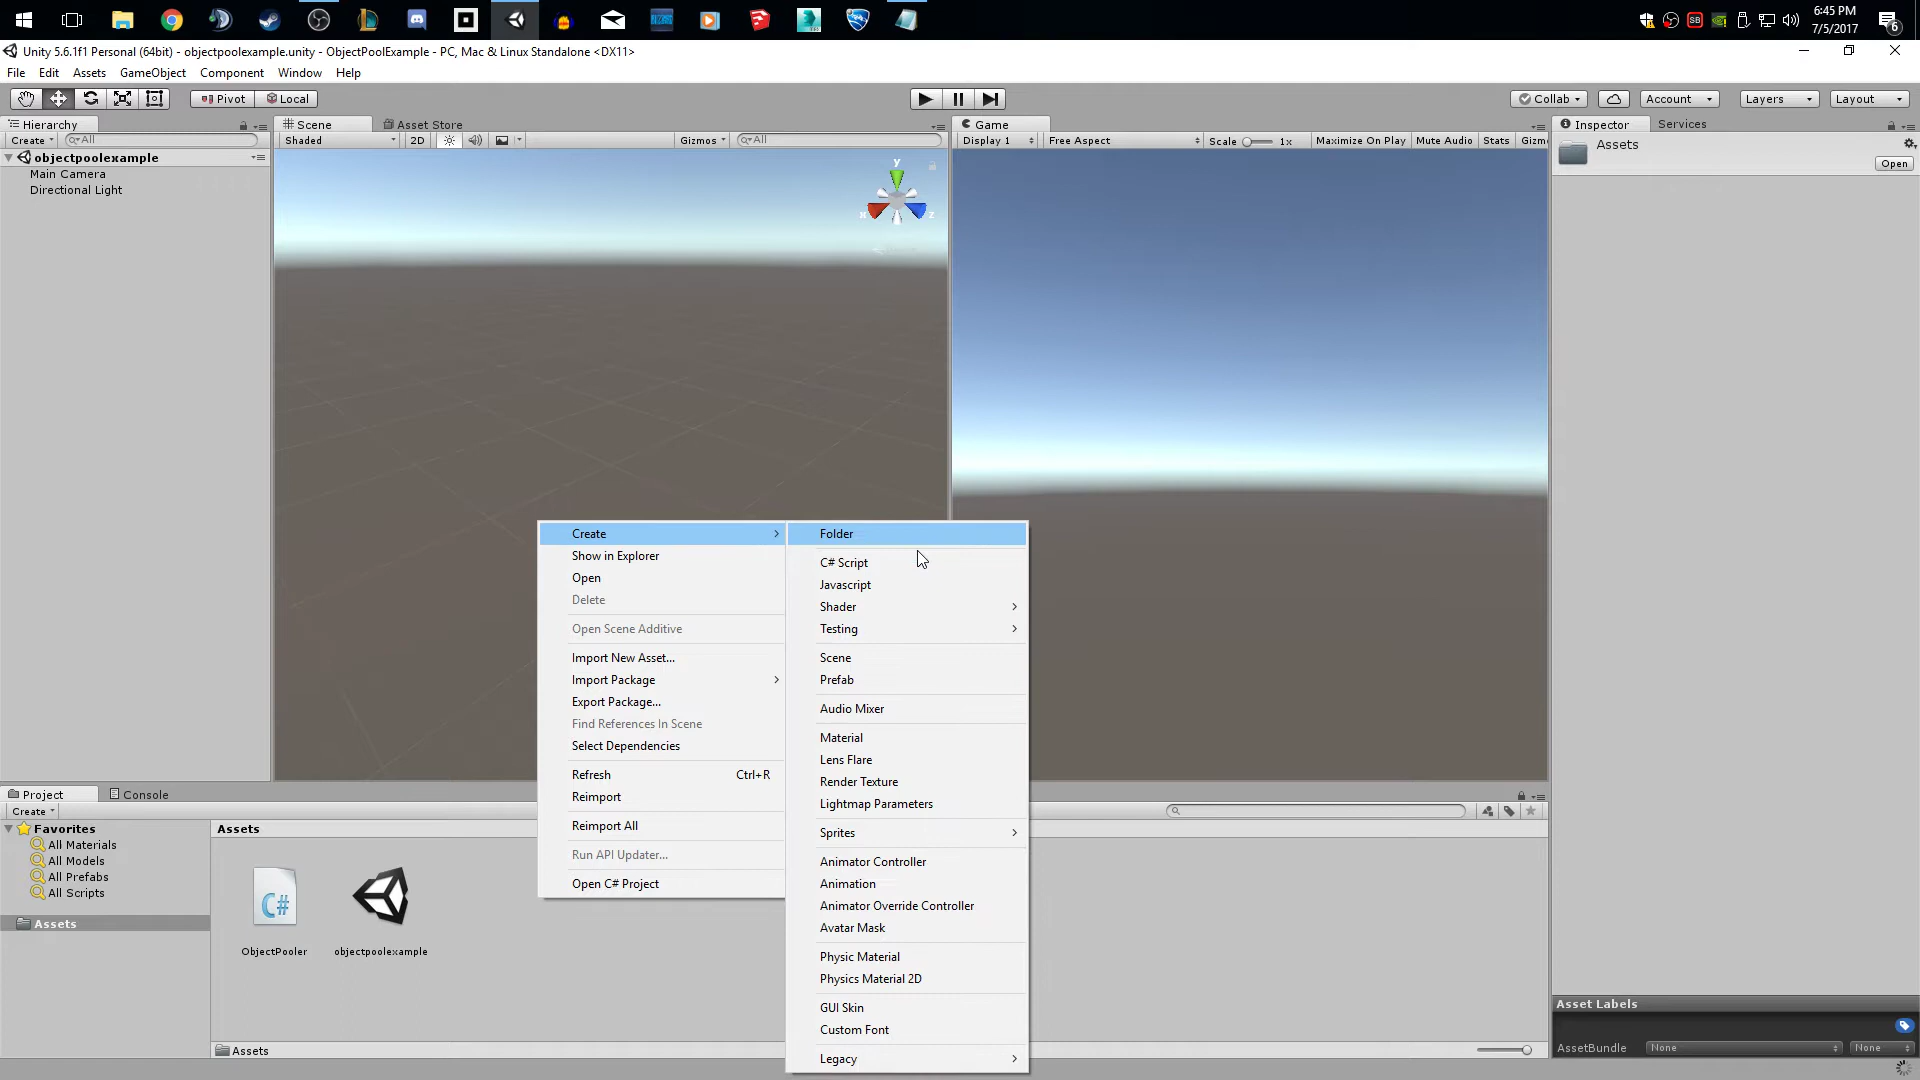 6:45 PM
7/5/2017
6
Unity 5.6.1f1 Personal (64bit) - objectpoolexample.unity - ObjectPoolExample - PC, Mac & Linux Standalone <DX11>
File Edit Assets GameObject Component Window Help
Pivot Local Collab Account Layers Layout
Hierarchy Scene Asset Store Game Inspector Services
Create All Shaded 2D Gizmos All Display 1 Free Aspect Scale 1x Maximize On Play Mute Audio Stats Gizm
Assets
Open
objectpoolexample
Main Camera
Directional Light
y
x z
Create
Show in Explorer
Open
Delete
Open Scene Additive
Import New Asset...
Import Package
Export Package...
Find References In Scene
Select Dependencies
Refresh Ctrl+R
Reimport
Reimport All
Run API Updater...
Open C# Project
Folder
C# Script
Javascript
Shader
Testing
Scene
Prefab
Audio Mixer
Material
Lens Flare
Render Texture
Lightmap Parameters
Sprites
Animator Controller
Animation
Animator Override Controller
Avatar Mask
Physic Material
Physics Material 2D
GUI Skin
Custom Font
Legacy
Project Console
Create
Favorites
All Materials
All Models
All Prefabs
All Scripts
Assets
Assets
C#
ObjectPooler objectpoolexample
Assets
Asset Labels
AssetBundle None None